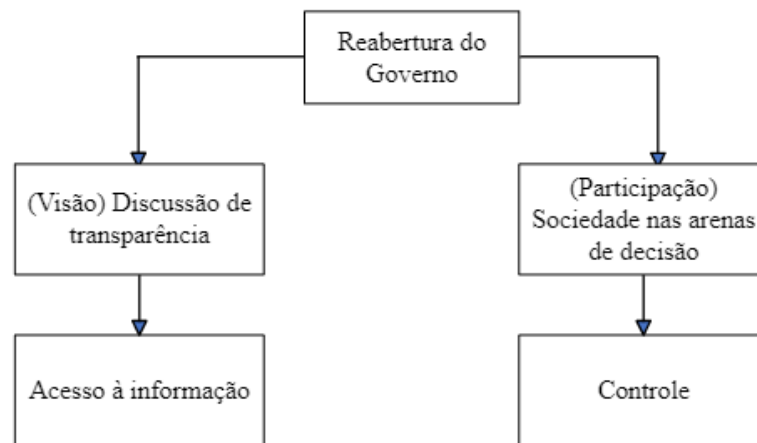 Reabertura do
Governo
(Visão) Discussão de
transparência
(Participação)
Sociedade nas arenas
de decisão
Acesso à informação
Controle